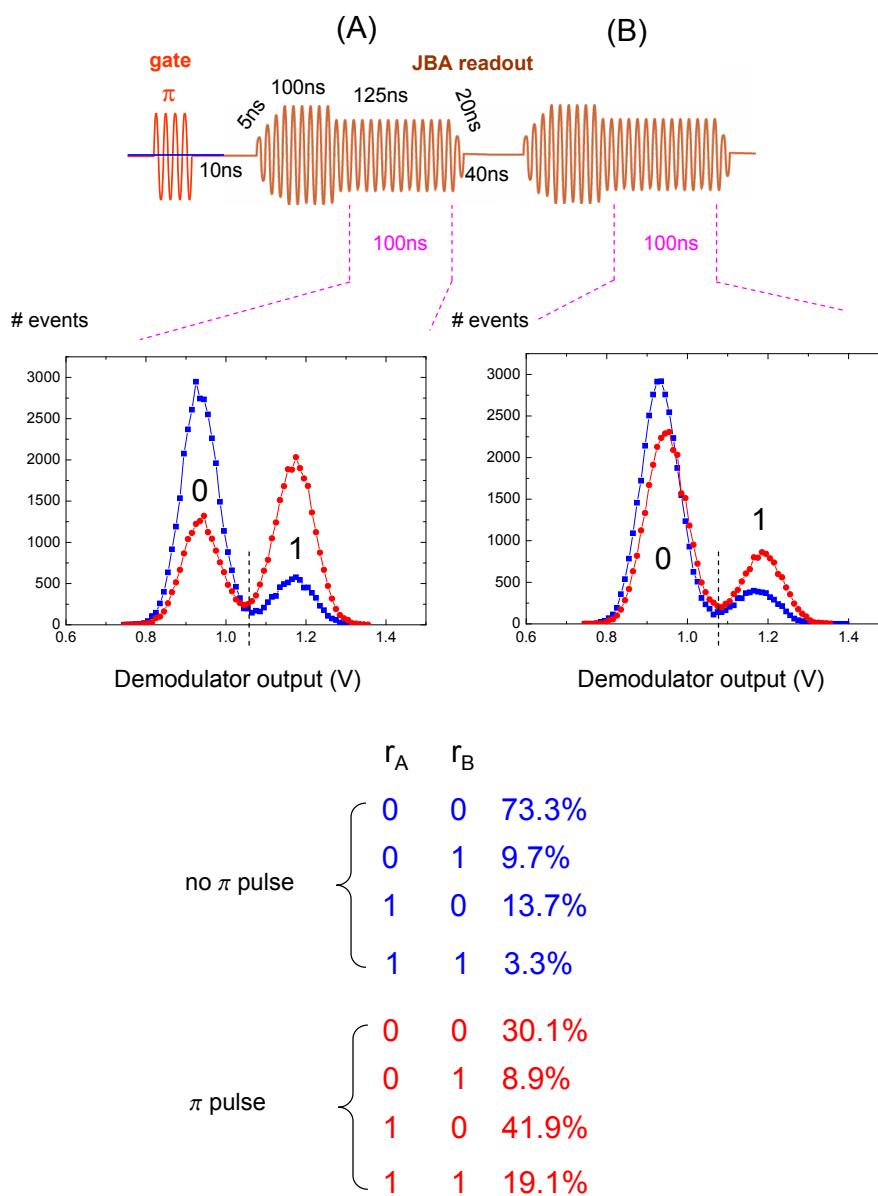 (A) (B)
gate JBA readout
π 5ns 100ns 125ns 20ns
10ns 40ns
100ns 100ns
# events # events
3000 3000
2500 2500
2000 2000
1500 1500
0 1
1000 1000
1 0
500 500
0 0
0.6 0.8 1.0 1.2 1.4 0.6 0.8 1.0 1.2 1.4
Demodulator output (V) Demodulator output (V)
rA rB
0 0 73.3%
0 1 9.7%
no π pulse
1 0 13.7%
1 1 3.3%
0 0 30.1%
0 1 8.9%
π pulse
1 0 41.9%
1 1 19.1%